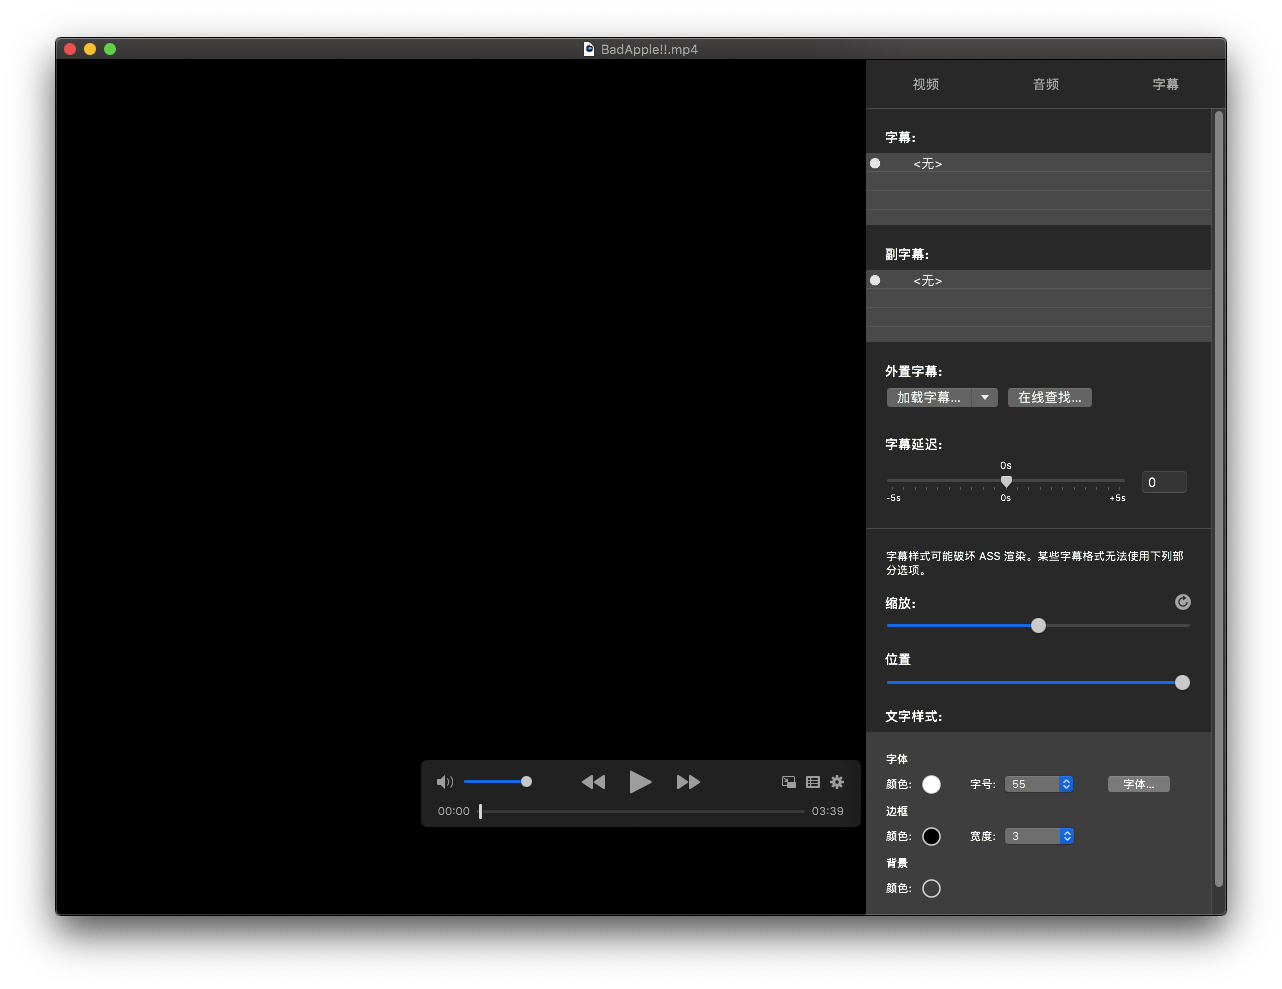 BadApple!!.mp4
视频 音频 字幕
字幕:
<无>
副字幕:
<无>
外置字幕:
加载字幕... 在线查找...
字幕延迟:
0s
0
-5s 0s +5s
字幕样式可能破坏 ASS 渲染。某些字幕格式无法使用下列部
分选项。
缩放:
位置
文字样式:
字体
颜色: 字号: 55 字体...
边框
颜色: 宽度: 3
背景
颜色:
00:00 03:39